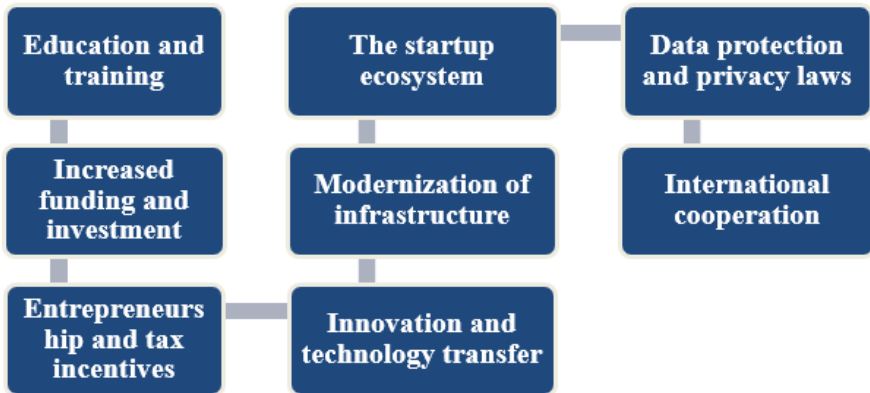 Education and
training
Increased
funding and
investment
Entrepreneurs
hip and tax
incentives
Innovation and
technology transfer
Modernization of
infrastructure
The startup
ecosystem
Data protection
and privacy laws
International
cooperation